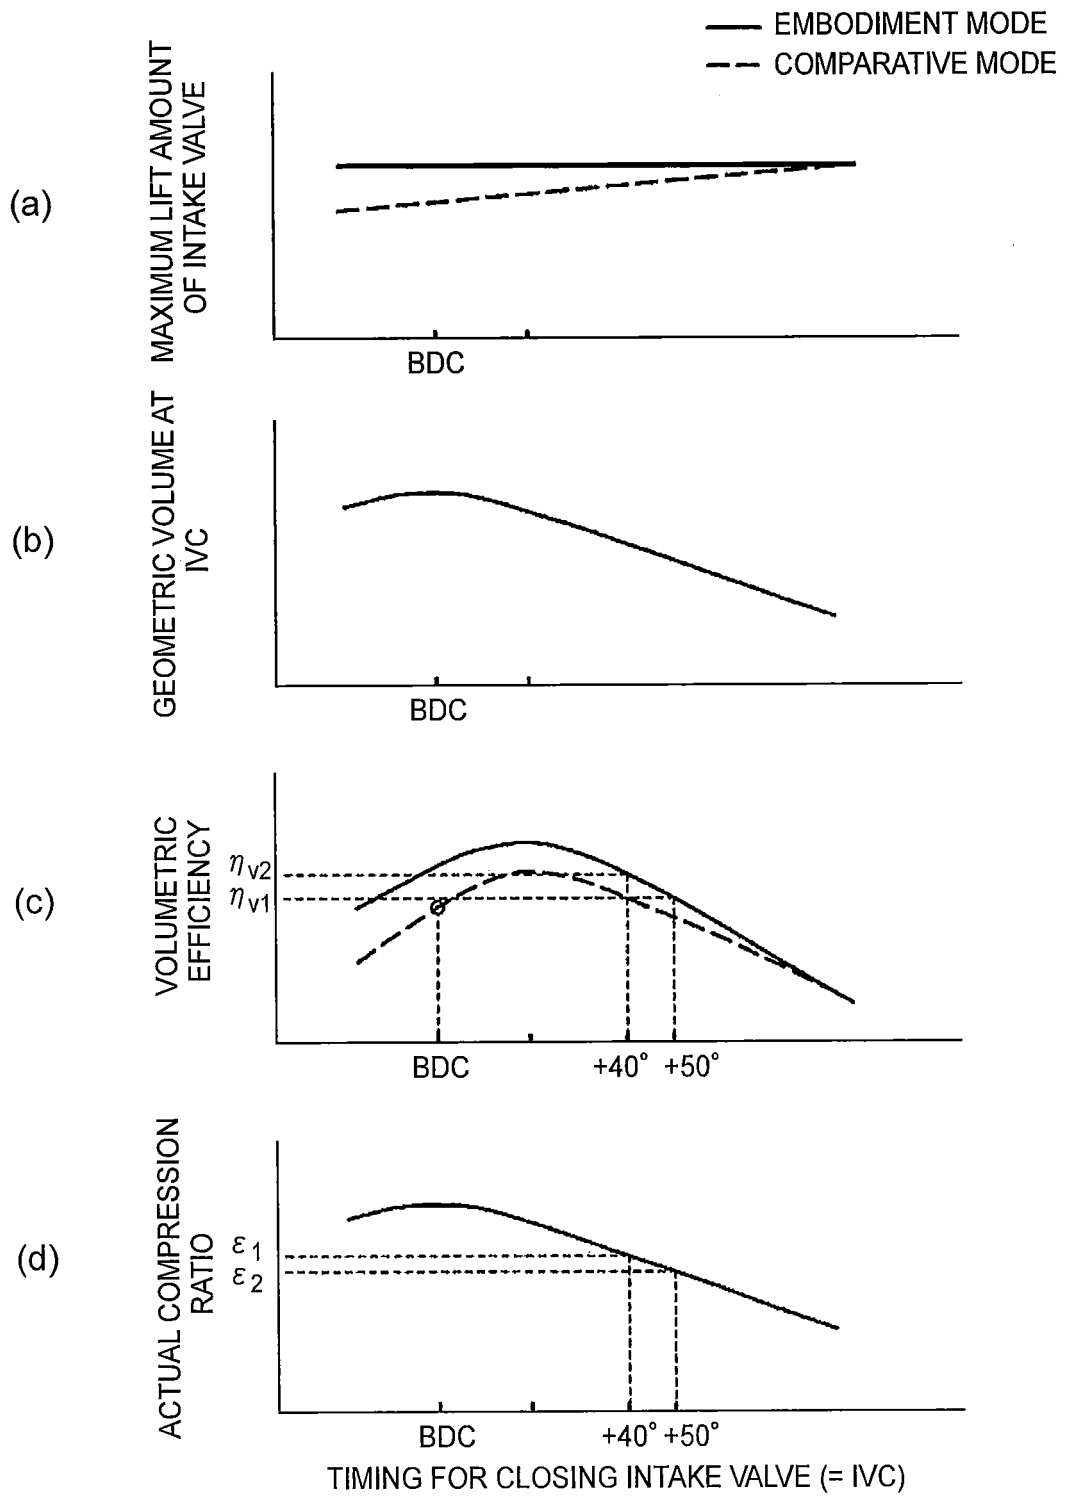 EMBODIMENT MODE
COMPARATIVE MODE
(a)
MAXIMUM LIFT AMOUNT
OF INTAKE VALVE
BDC
(b)
GEOMETRIC VOLUME AT
IVC
BDC
(c)
VOLUMETRIC
EFFICIENCY
ηv2
ηv1
BDC
+40°
+50°
(d)
ACTUAL COMPRESSION
RATIO
ε1
ε2
BDC
+40°
+50°
TIMING FOR CLOSING INTAKE VALVE (= IVC)